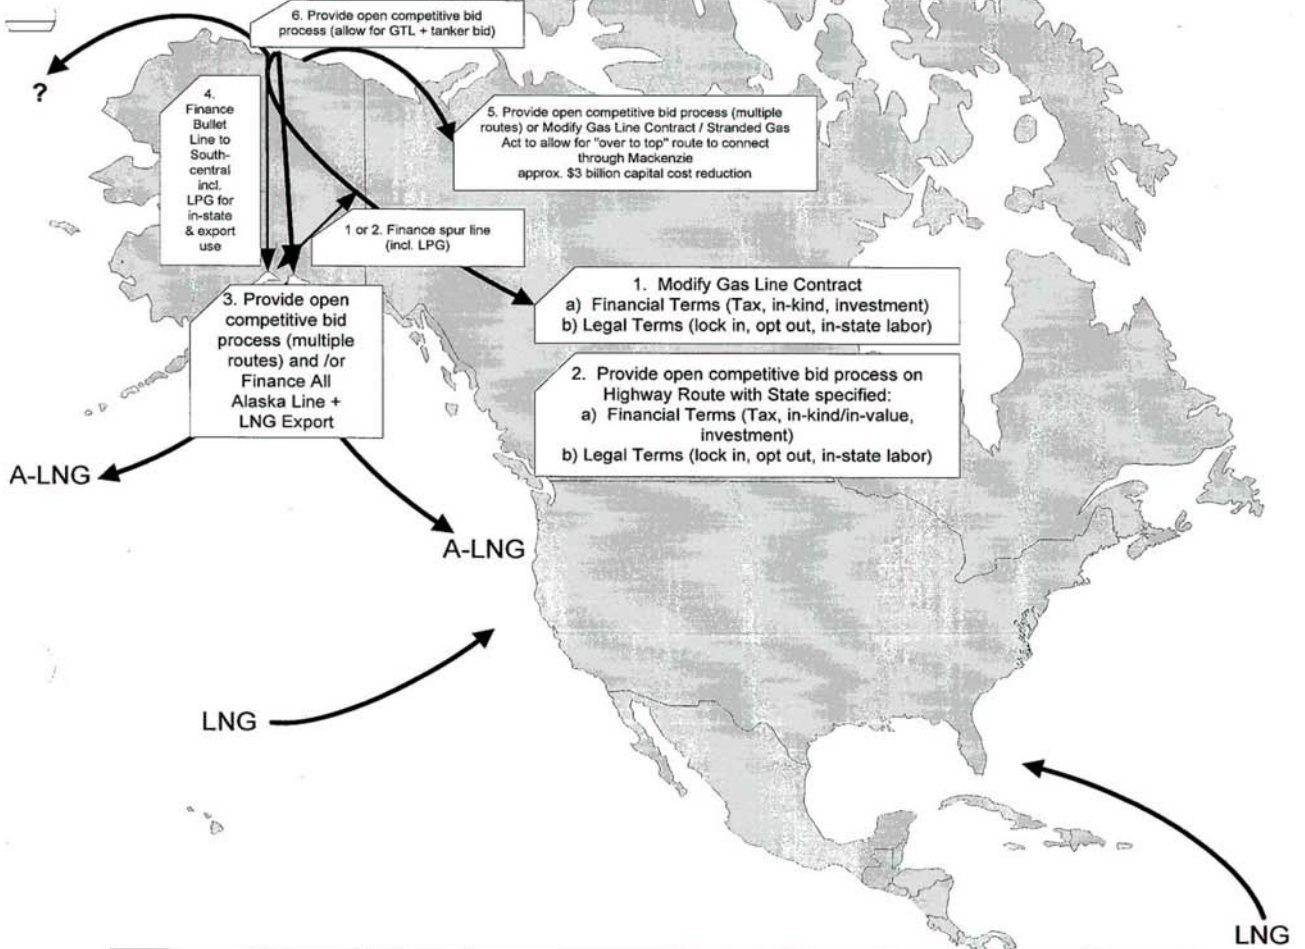 6. Provide open competitive bid
process (allow for GTL + tanker bid)
?
4.
Finance
Bullet
Line to
South-
central
incl.
LPG for
in-state
& export
use
5. Provide open competitive bid process (multiple
routes) or Modify Gas Line Contract / Stranded Gas
Act to allow for "over to top" route to connect
through Mackenzie
approx. $3 billion capital cost reduction
1 or 2. Finance spur line
(incl. LPG)
1. Modify Gas Line Contract
a) Financial Terms (Tax, in-kind, investment)
b) Legal Terms (lock in, opt out, in-state labor)
3. Provide open
competitive bid
process (multiple
routes) and /or
Finance All
Alaska Line +
LNG Export
2. Provide open competitive bid process on
Highway Route with State specified:
a) Financial Terms (Tax, in-kind/in-value,
investment)
b) Legal Terms (lock in, opt out, in-state labor)
A-LNG
A-LNG
LNG
LNG